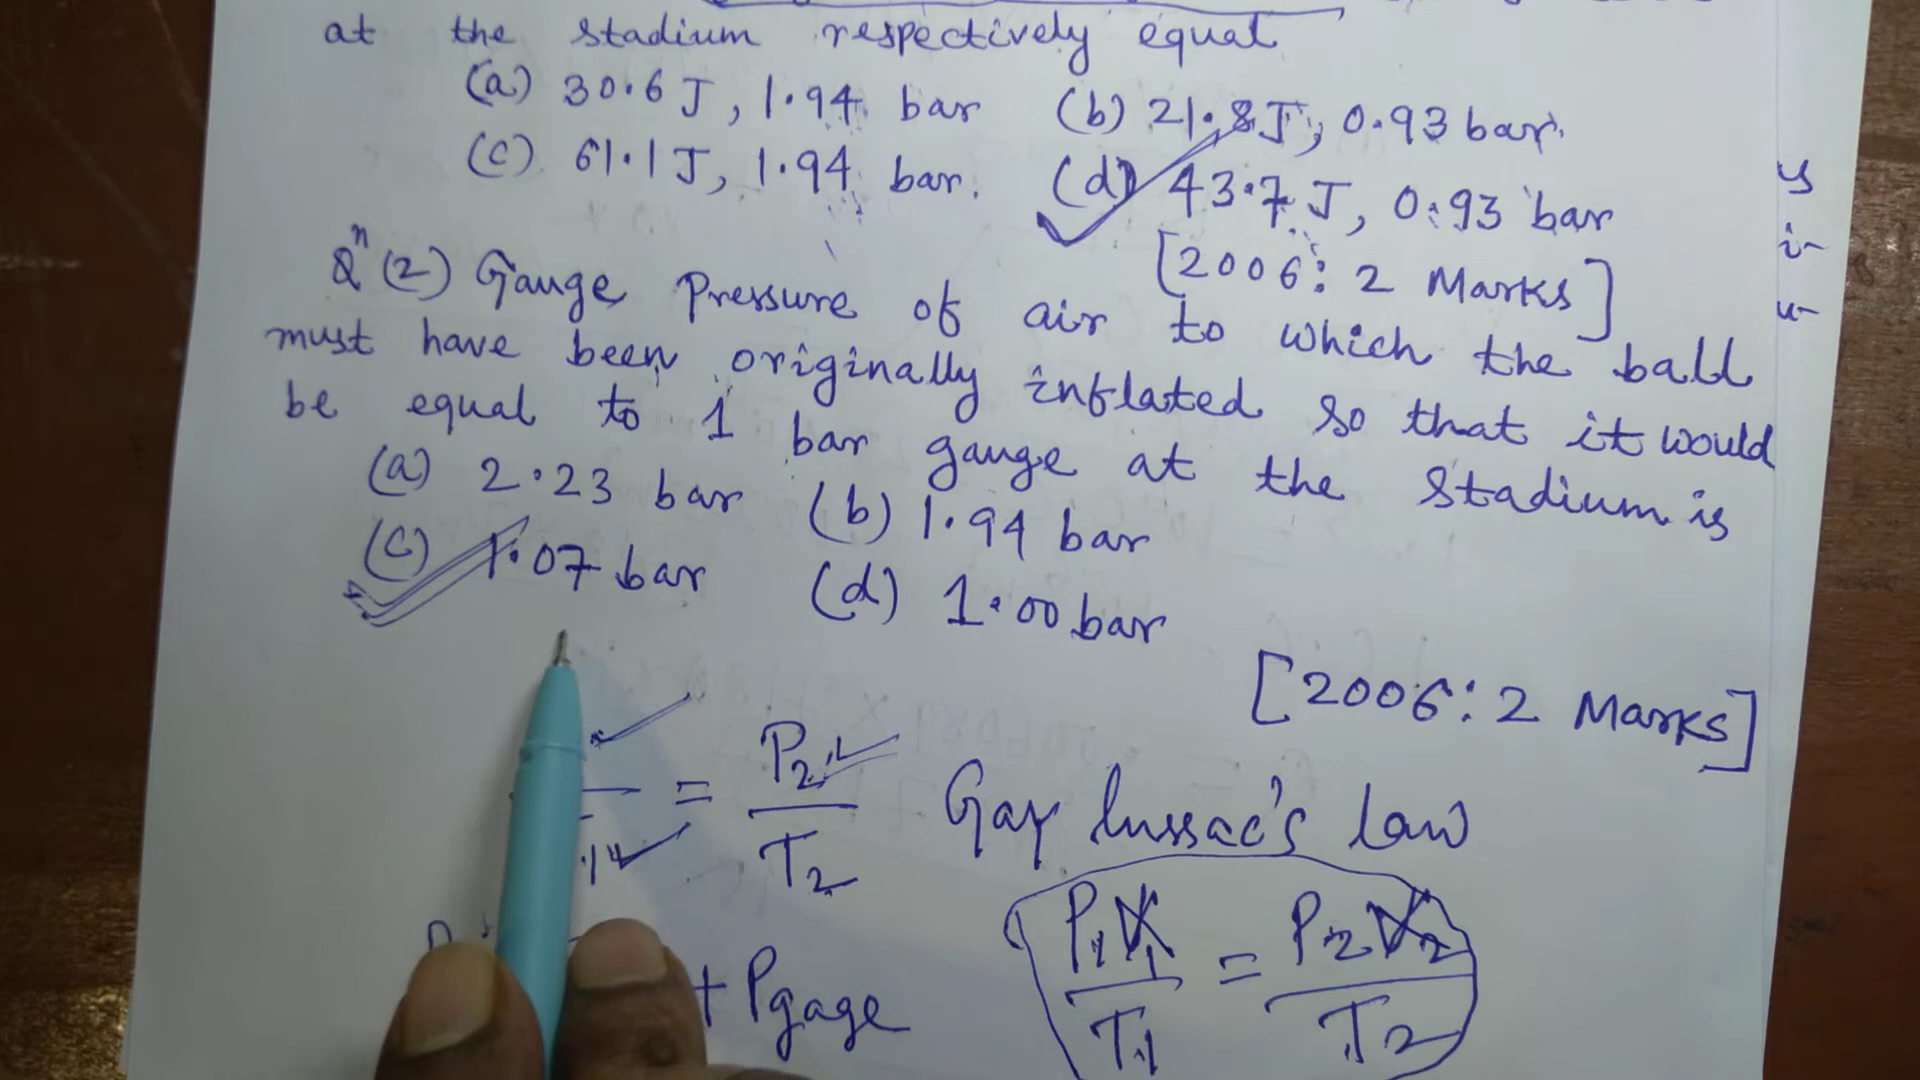 at the stadium respectively equal
(a) 30.6 J, 1.94 bar (b) 21.8 J, 0.93 bar.
(c) 61.1 J, 1.94 bar. (d) 43.7 J, 0.93 bar
[2006: 2 Marks]
Qⁿ (2) Gauge Pressure of air to which the ball
must have been originally inflated so that it would
be equal to 1 bar gauge at the Stadium is
(a) 2.23 bar (b) 1.94 bar
(c) 1.07 bar (d) 1.00 bar
[2006: 2 Marks]
= P2 / T2 Gay lussac's law
+ Pgage
P1V1 / T1 = P2V2 / T2